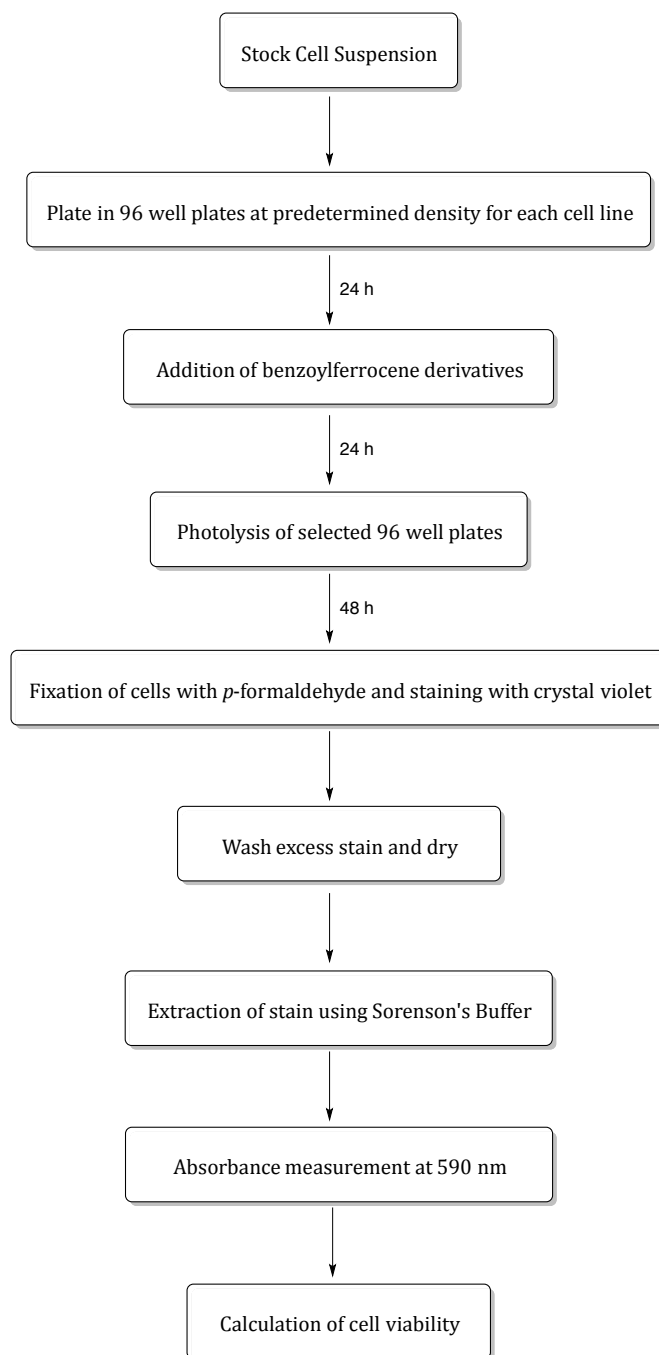 Stock Cell Suspension
Plate in 96 well plates at predetermined density for each cell line
24 h
Addition of benzoylferrocene derivatives
24 h
Photolysis of selected 96 well plates
48 h
Fixation of cells with p-formaldehyde and staining with crystal violet
Wash excess stain and dry
Extraction of stain using Sorenson's Buffer
Absorbance measurement at 590 nm
Calculation of cell viability